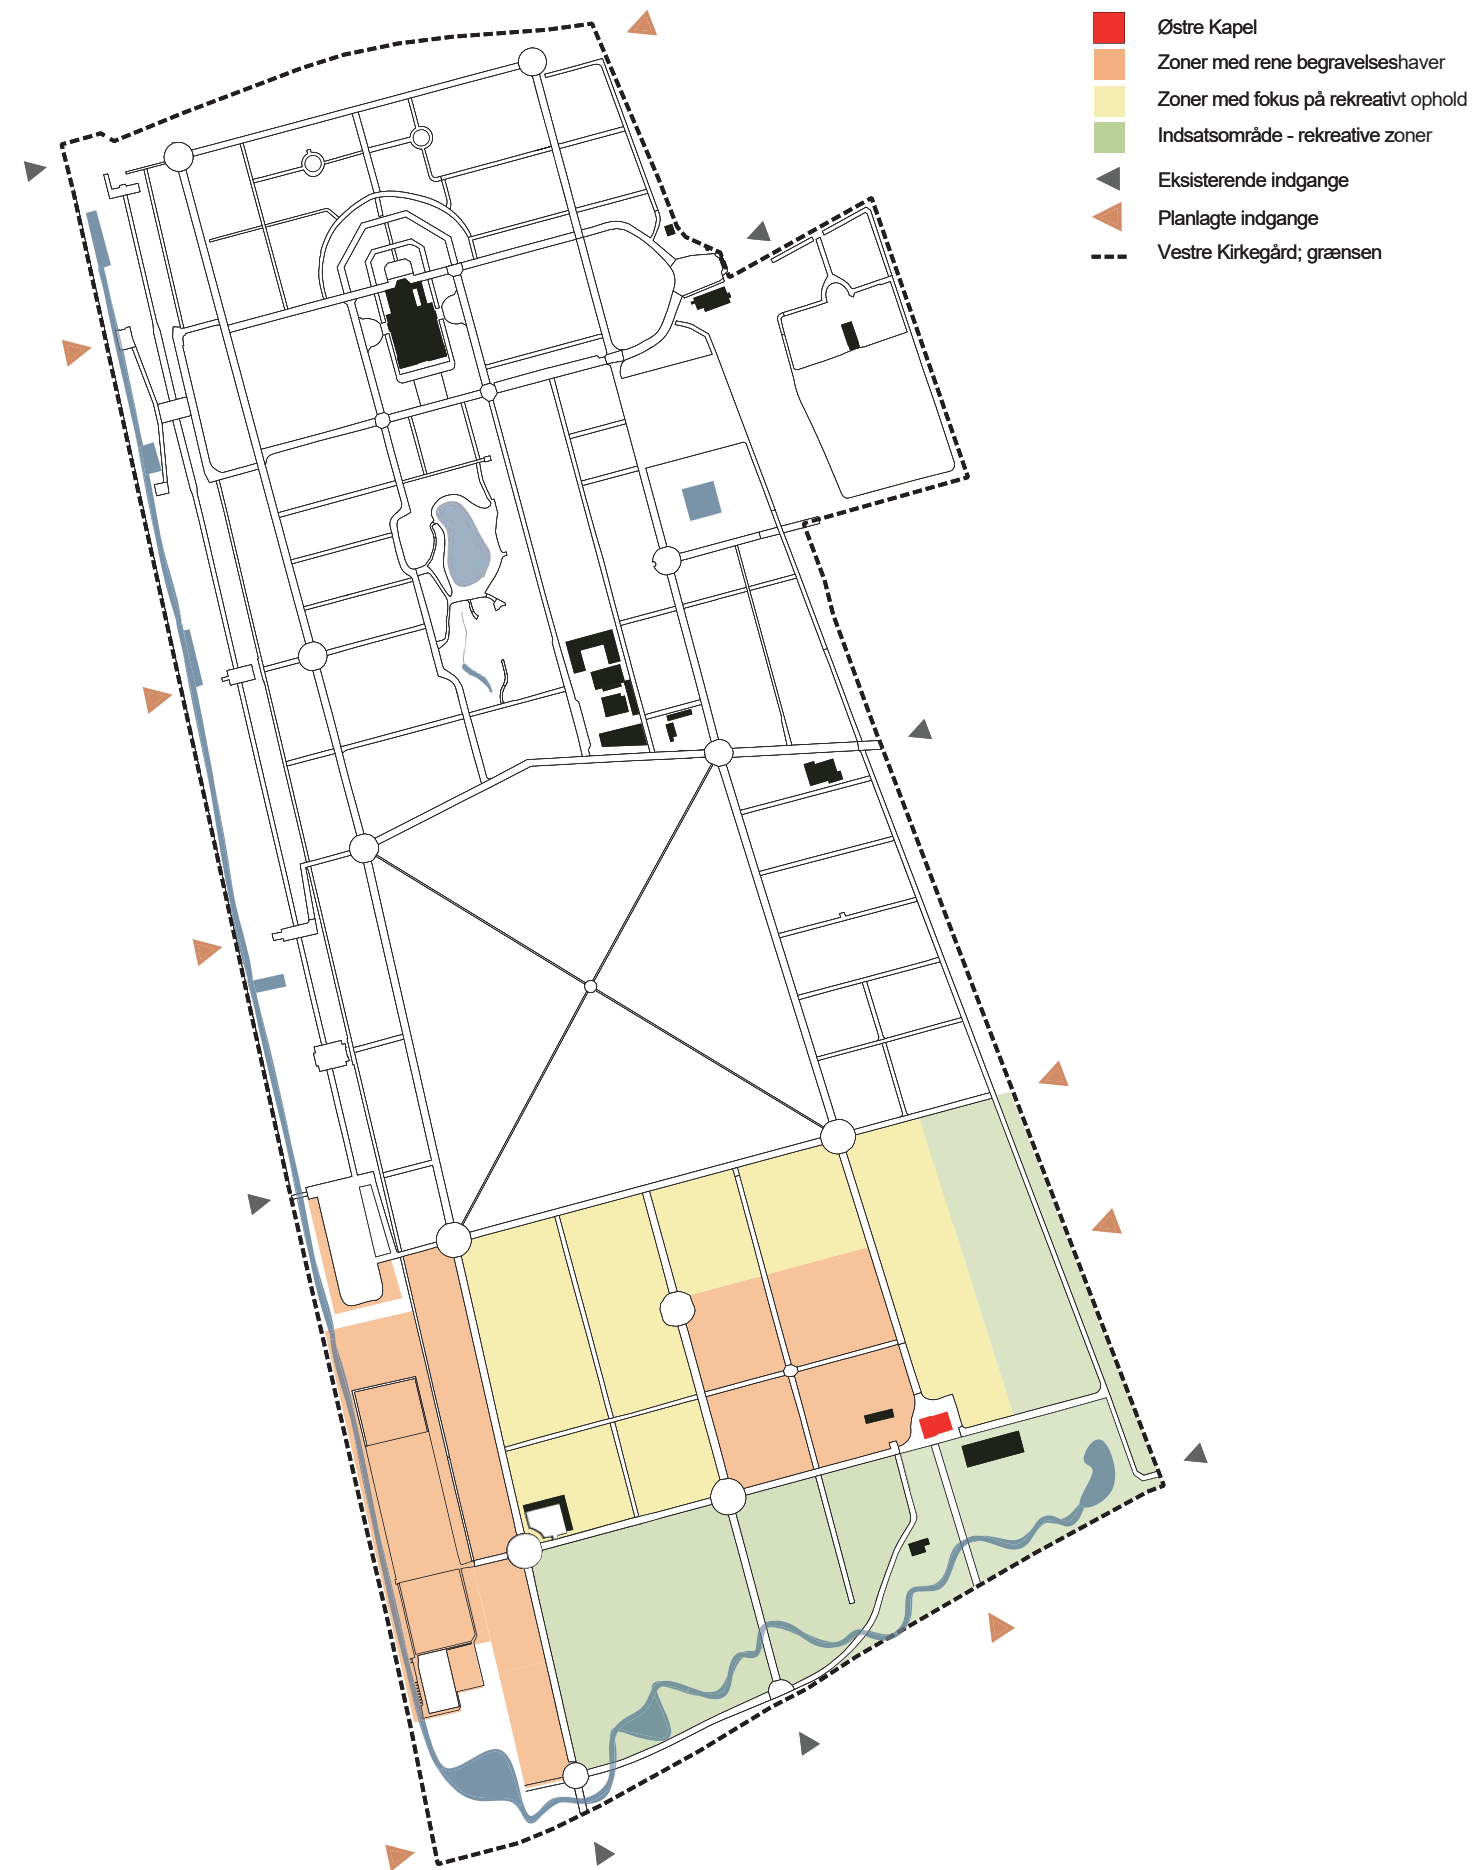 Østre Kapel
Zoner med rene begravelseshaver
Zoner med fokus på rekreativt ophold
Indsatsområde - rekreative zoner
Eksisterende indgange
Planlagte indgange
Vestre Kirkegård; grænsen